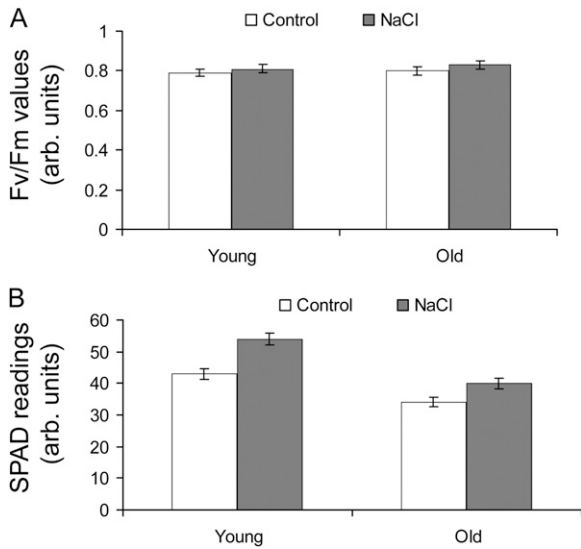 A
Control NaCl
Fv/Fm values
(arb. units)
1
0.8
0.6
0.4
0.2
0
Young Old
B
Control NaCl
SPAD readings
(arb. units)
60
50
40
30
20
10
0
Young Old